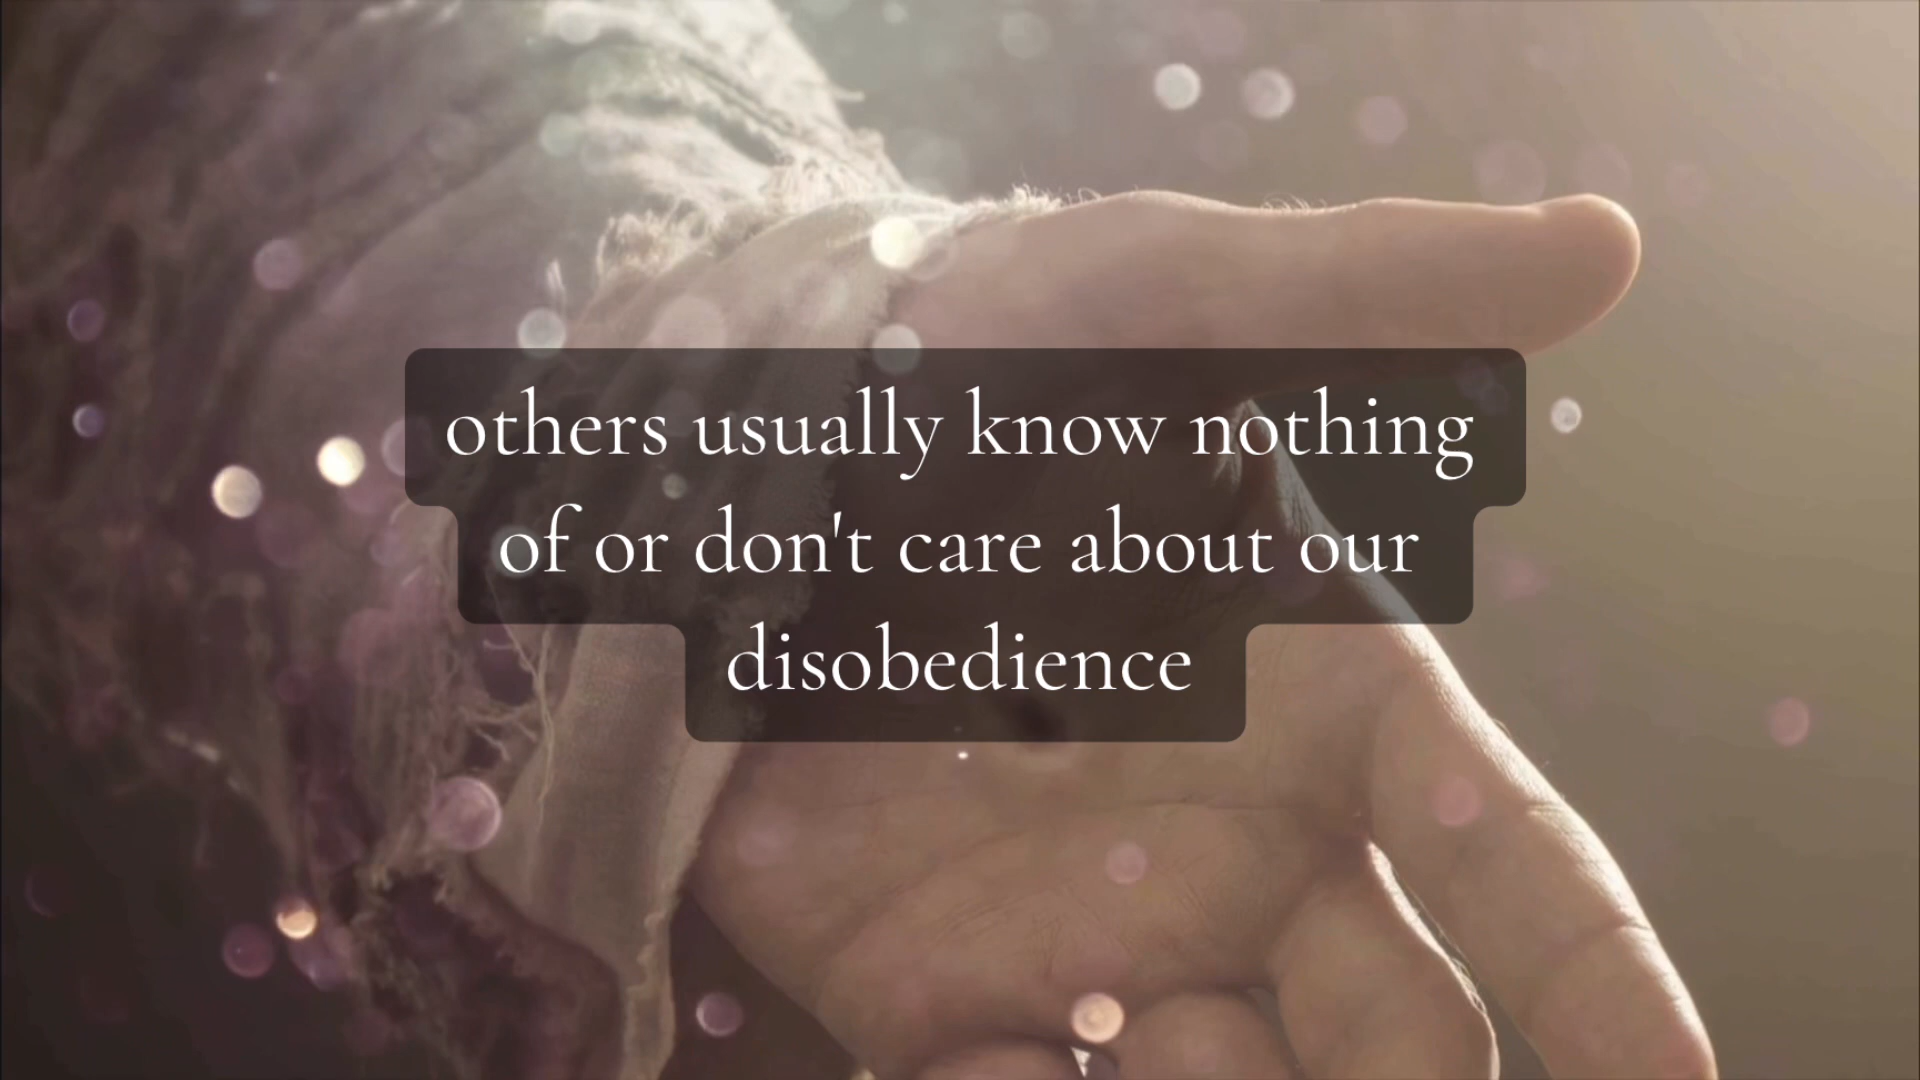 others usually know nothing
of or don't care about our
disobedience